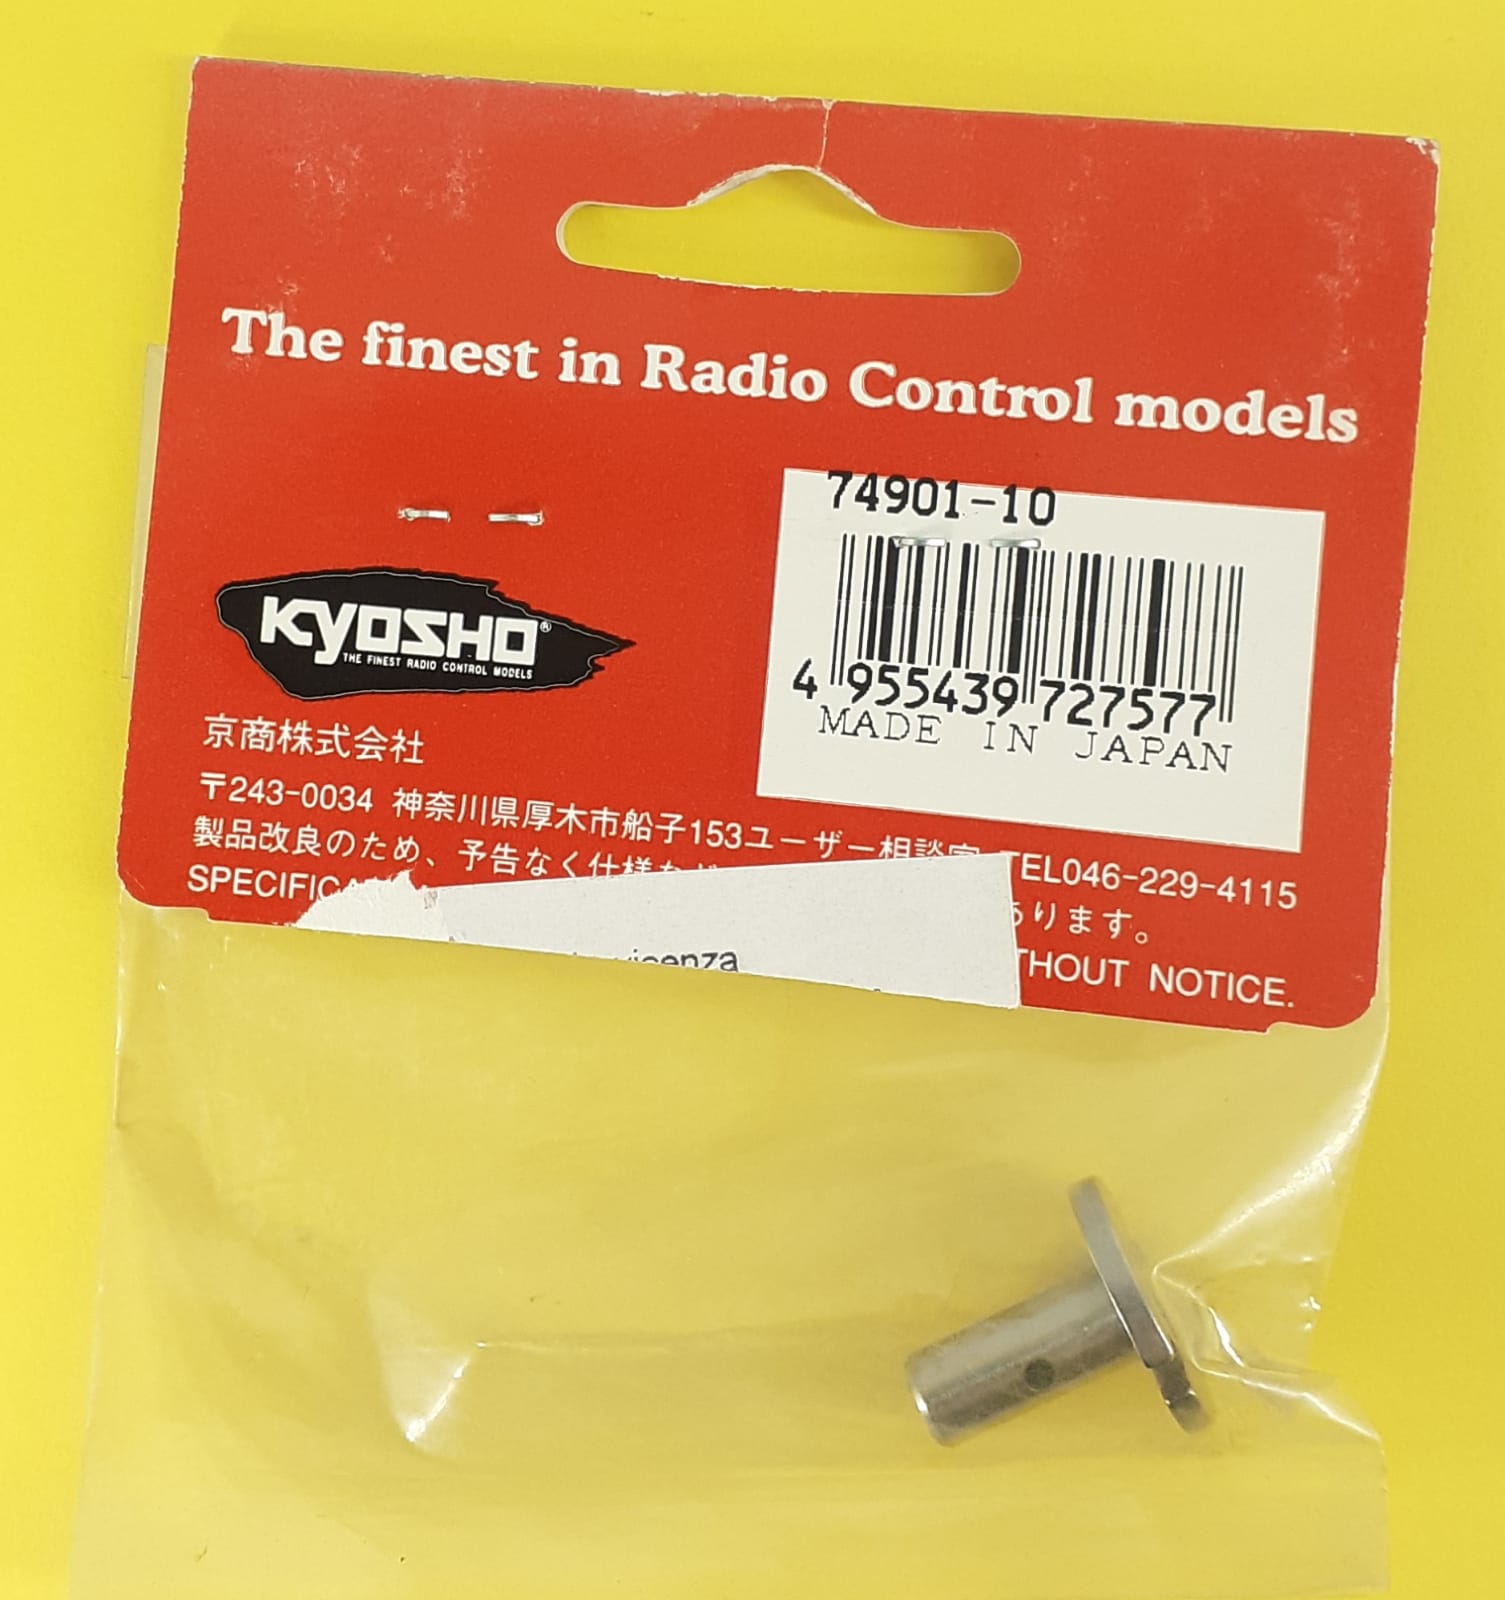 The finest in Radio Control models
74901-10
4 955439 727577
MADE IN JAPAN
KYOSHO®
THE FINEST RADIO CONTROL MODELS
京商株式会社
〒243-0034 神奈川県厚木市船子153ユーザー相談室 TEL046-229-4115
製品改良のため、予告なく仕様など あります。
THOUT NOTICE.
vicenza